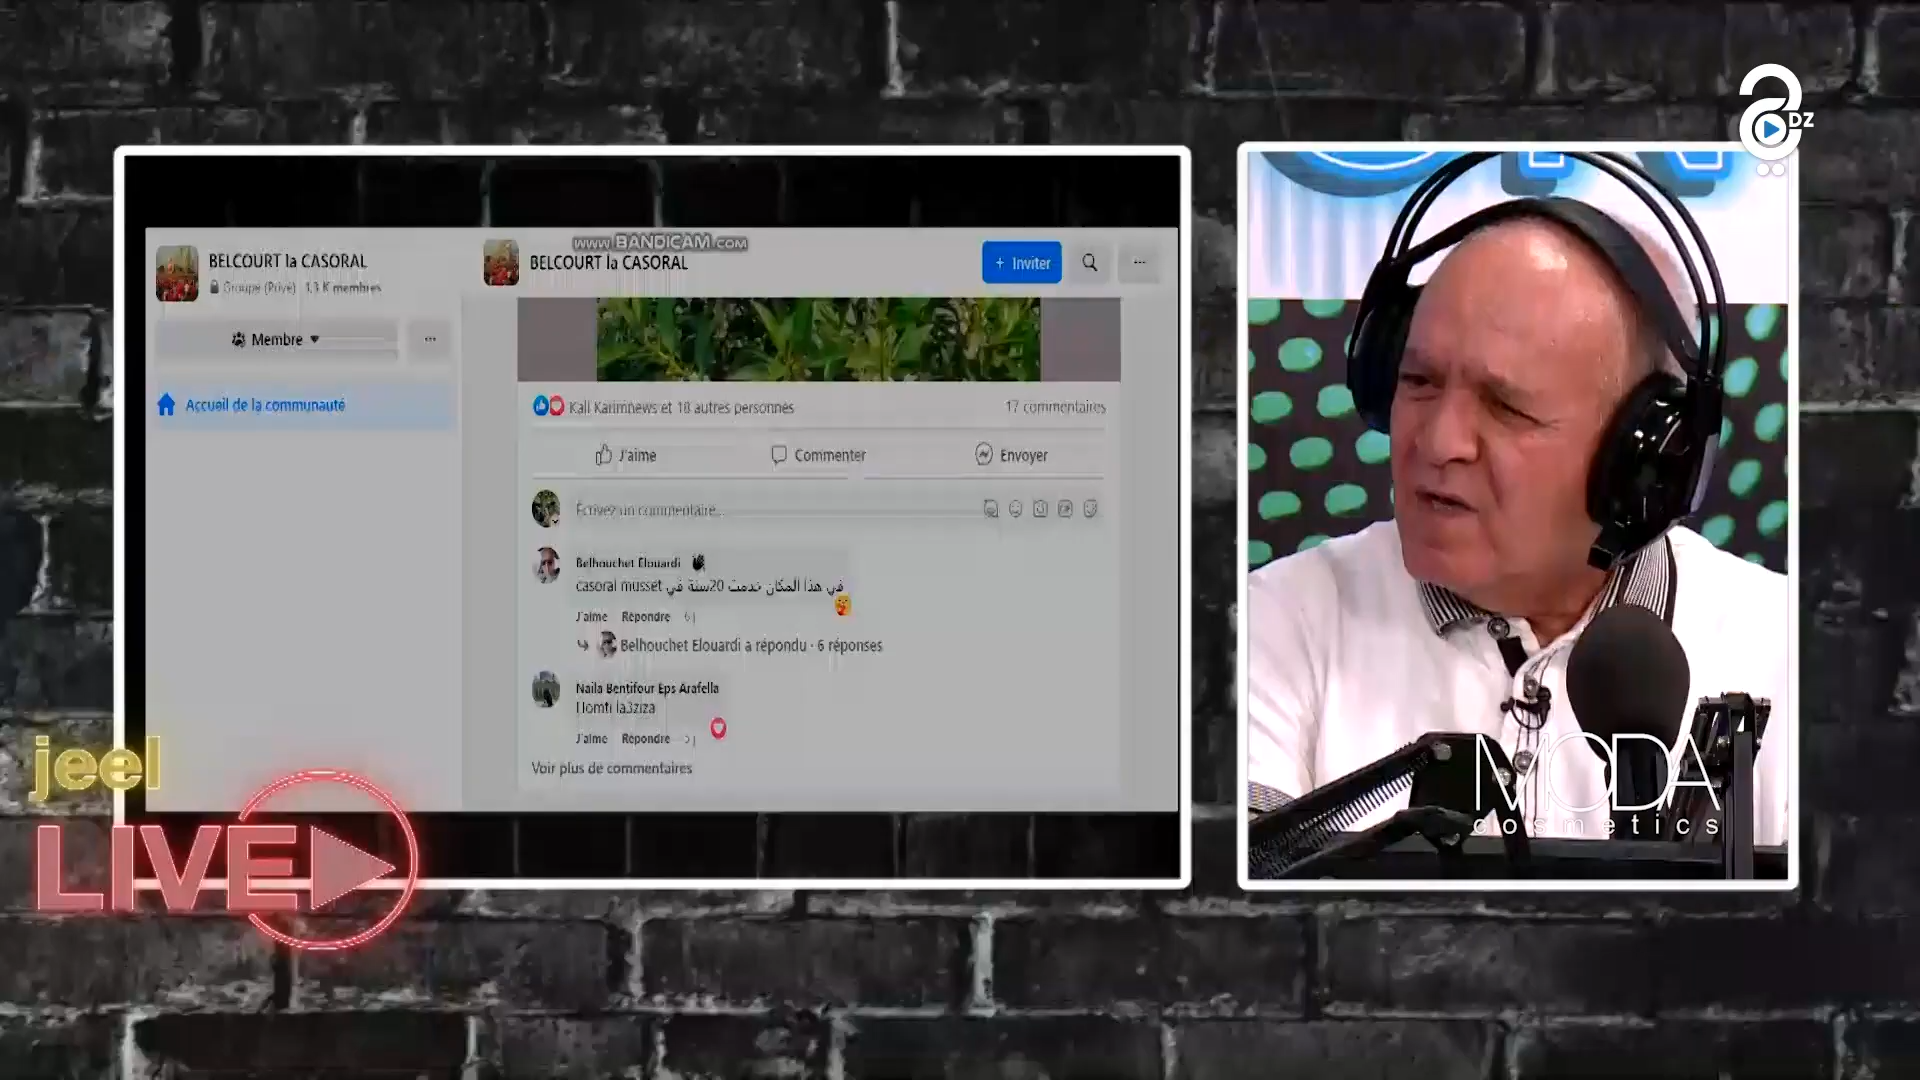 DZ
www.BANDICAM.com
BELCOURT la CASORAL
Groupe (Privé) 1,3 K membres
Membre
Accueil de la communauté
BELCOURT la CASORAL
+ Inviter
Kali Karimnews et 18 autres personnes
17 commentaires
J'aime
Commenter
Envoyer
Écrivez un commentaire...
Belhouchet Elouardi
في هذا المكان خدمت 20سنة في casoral musset
J'aime Répondre 6 j
Belhouchet Elouardi a répondu · 6 réponses
Naila Bentifour Eps Arafella
Homti la3ziza
J'aime Répondre 5 j
Voir plus de commentaires
jeel
LIVE
MODA
cosmetics